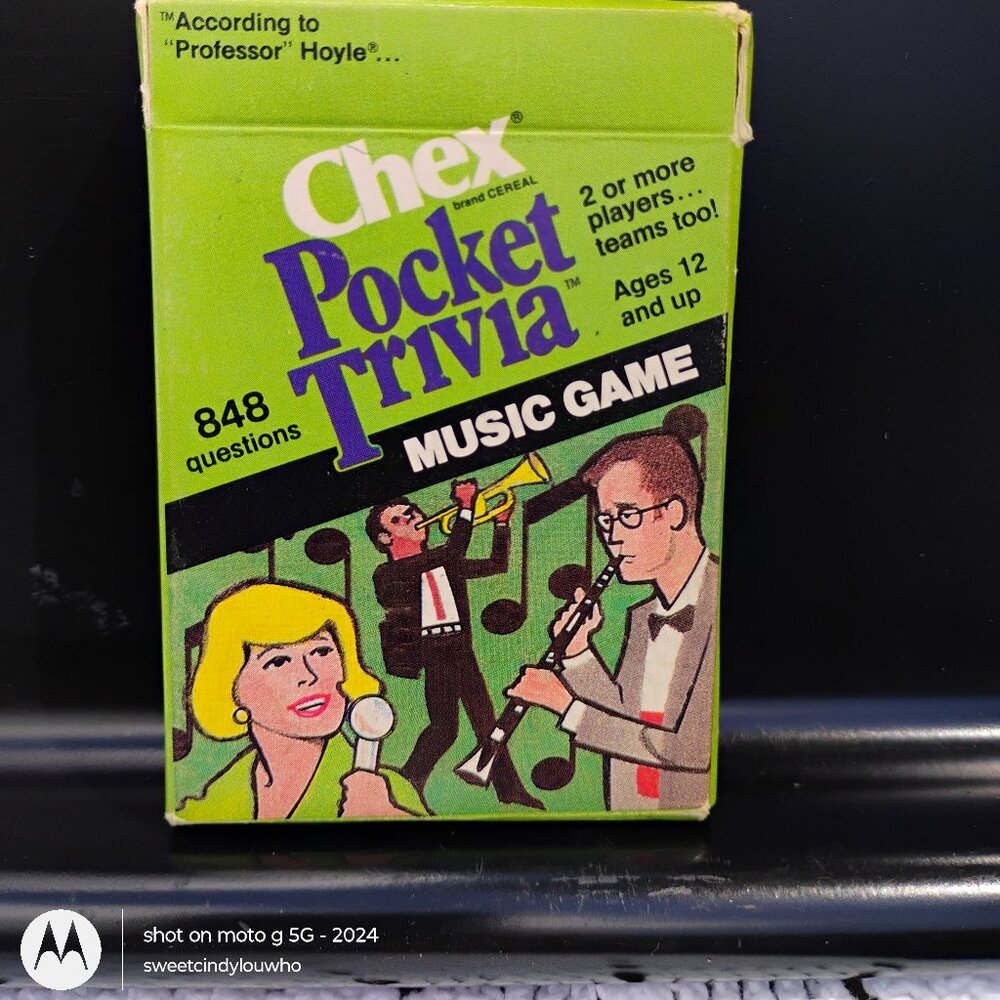 ™According to
"Professor" Hoyle®...
Chex®
brand CEREAL
Pocket
Trivia™
2 or more
players...
teams too!
Ages 12
and up
848
questions
MUSIC GAME
shot on moto g 5G - 2024
sweetcindylouwho